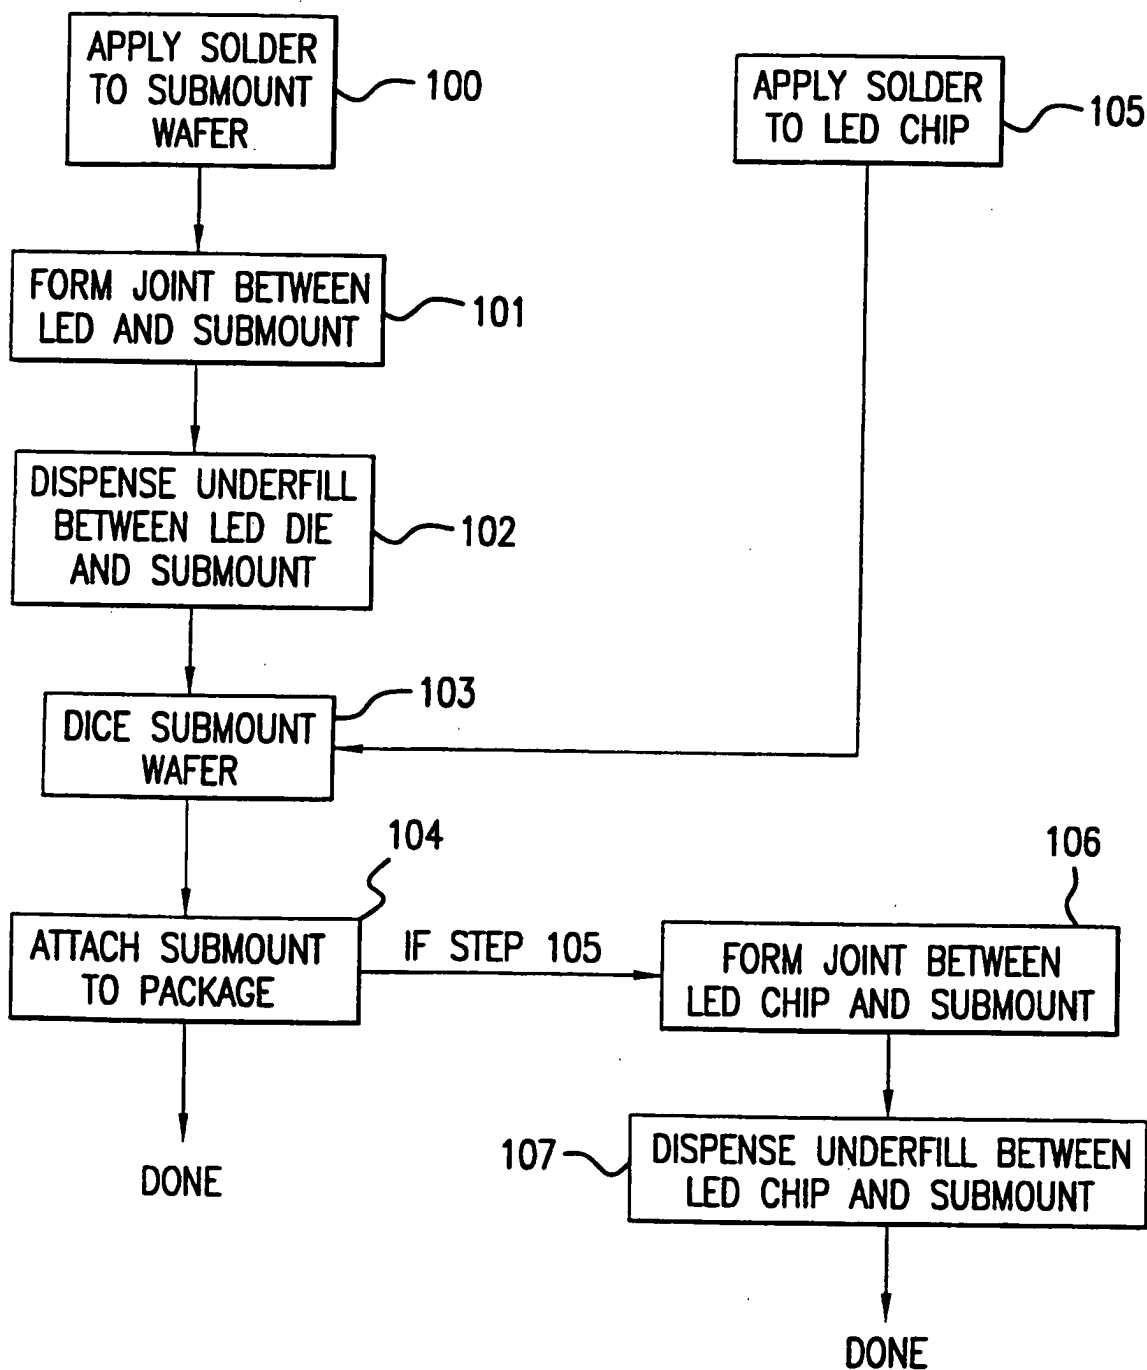 APPLY SOLDER
TO SUBMOUNT
WAFER
100
APPLY SOLDER
TO LED CHIP
105
FORM JOINT BETWEEN
LED AND SUBMOUNT
101
DISPENSE UNDERFILL
BETWEEN LED DIE
AND SUBMOUNT
102
DICE SUBMOUNT
WAFER
103
ATTACH SUBMOUNT
TO PACKAGE
104
IF STEP 105
FORM JOINT BETWEEN
LED CHIP AND SUBMOUNT
106
DONE
DISPENSE UNDERFILL BETWEEN
LED CHIP AND SUBMOUNT
107
DONE